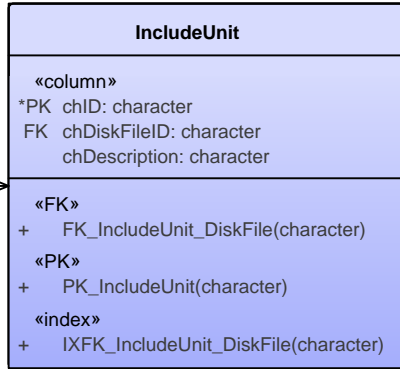 IncludeUnit
«column»
*PK chID: character
FK chDiskFileID: character
chDescription: character
«FK»
+ FK_IncludeUnit_DiskFile(character)
«PK»
+ PK_IncludeUnit(character)
«index»
+ IXFK_IncludeUnit_DiskFile(character)